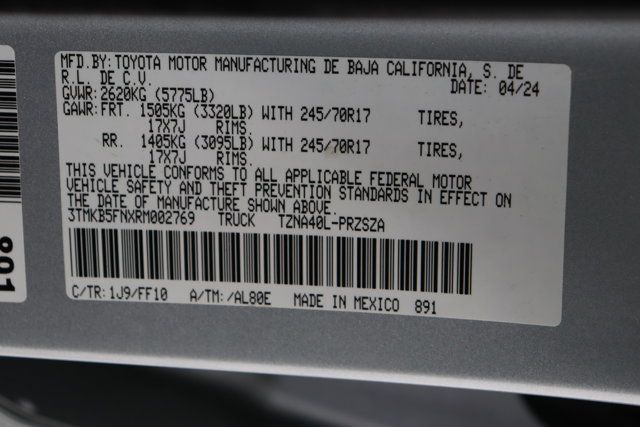 MFD.BY: TOYOTA MOTOR MANUFACTURING DE BAJA CALIFORNIA, S. DE
R.L. DE C.V. DATE: 04/24
GVWR:2620KG (5775LB)
GAWR:FRT. 1505KG (3320LB) WITH 245/70R17 TIRES,
17X7J RIMS.
RR. 1405KG (3095LB) WITH 245/70R17 TIRES,
17X7J RIMS.
THIS VEHICLE CONFORMS TO ALL APPLICABLE FEDERAL MOTOR
VEHICLE SAFETY AND THEFT PREVENTION STANDARDS IN EFFECT ON
THE DATE OF MANUFACTURE SHOWN ABOVE.
3TMKB5FNXRM002769 TRUCK TZNA40L-PRZSZA
C/TR:1J9/FF10 A/TM:/AL80E MADE IN MEXICO 891
891